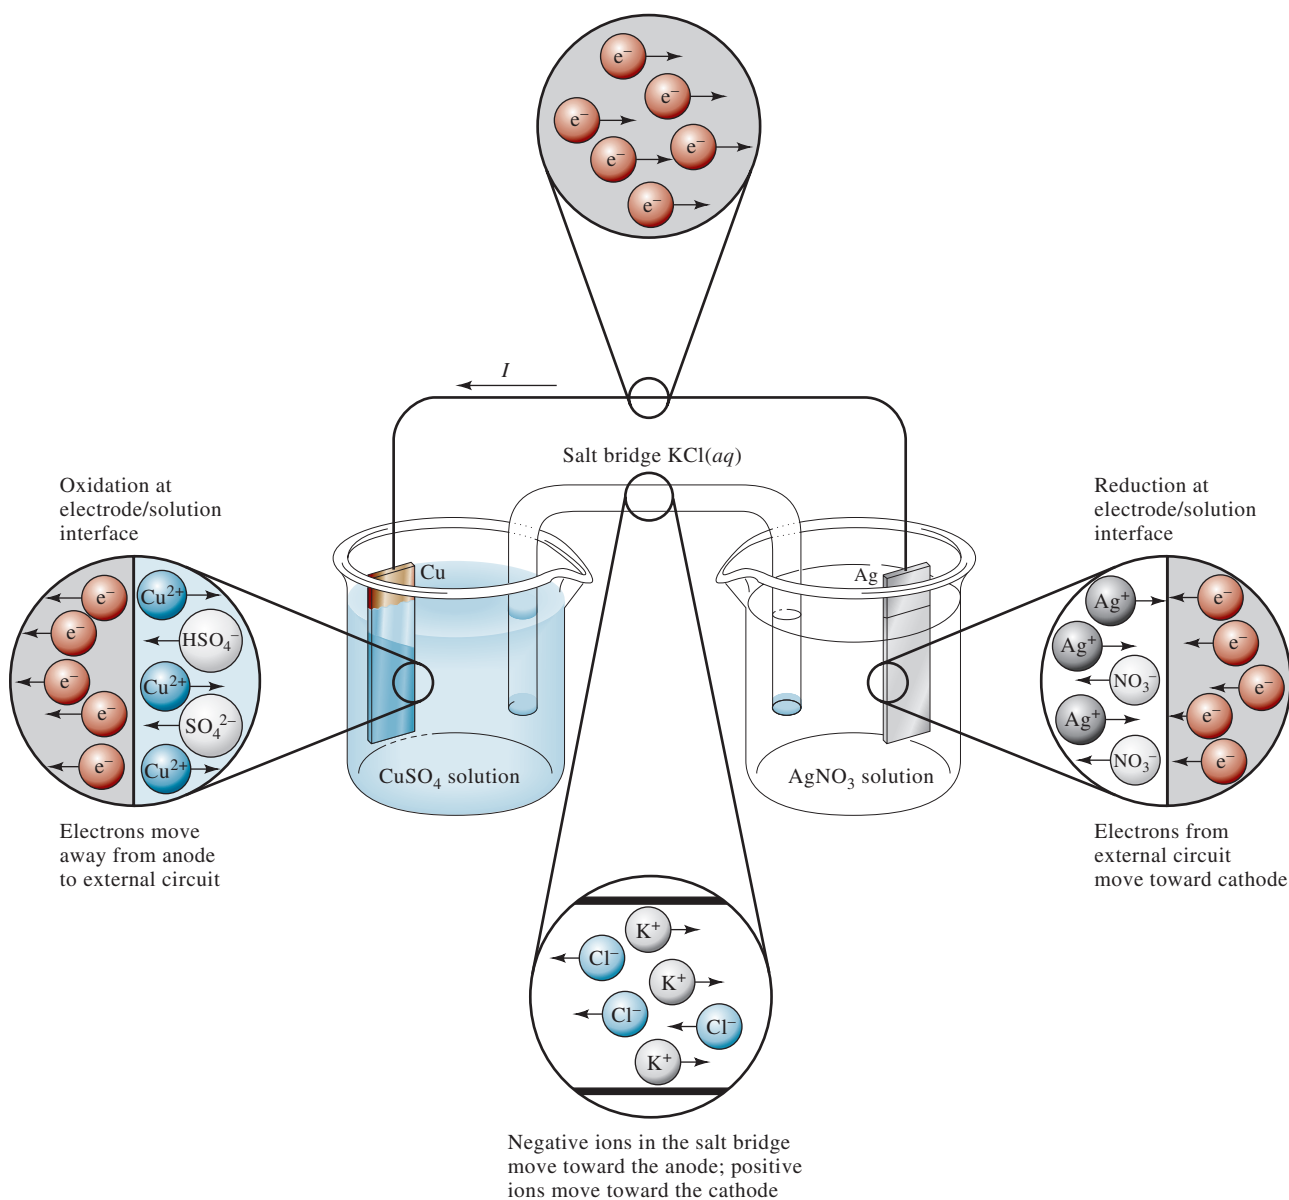 e⁻
e⁻
e⁻
e⁻
e⁻
e⁻
I
Salt bridge KCl(aq)
Oxidation at
electrode/solution
interface
Reduction at
electrode/solution
interface
Cu
Ag
e⁻
e⁻
e⁻
e⁻
e⁻
Cu²⁺
HSO₄⁻
Cu²⁺
SO₄²⁻
Cu²⁺
Ag⁺
Ag⁺
NO₃⁻
Ag⁺
NO₃⁻
e⁻
e⁻
e⁻
e⁻
e⁻
CuSO₄ solution
AgNO₃ solution
Electrons move
away from anode
to external circuit
Electrons from
external circuit
move toward cathode
K⁺
Cl⁻
K⁺
Cl⁻
Cl⁻
K⁺
Negative ions in the salt bridge
move toward the anode; positive
ions move toward the cathode